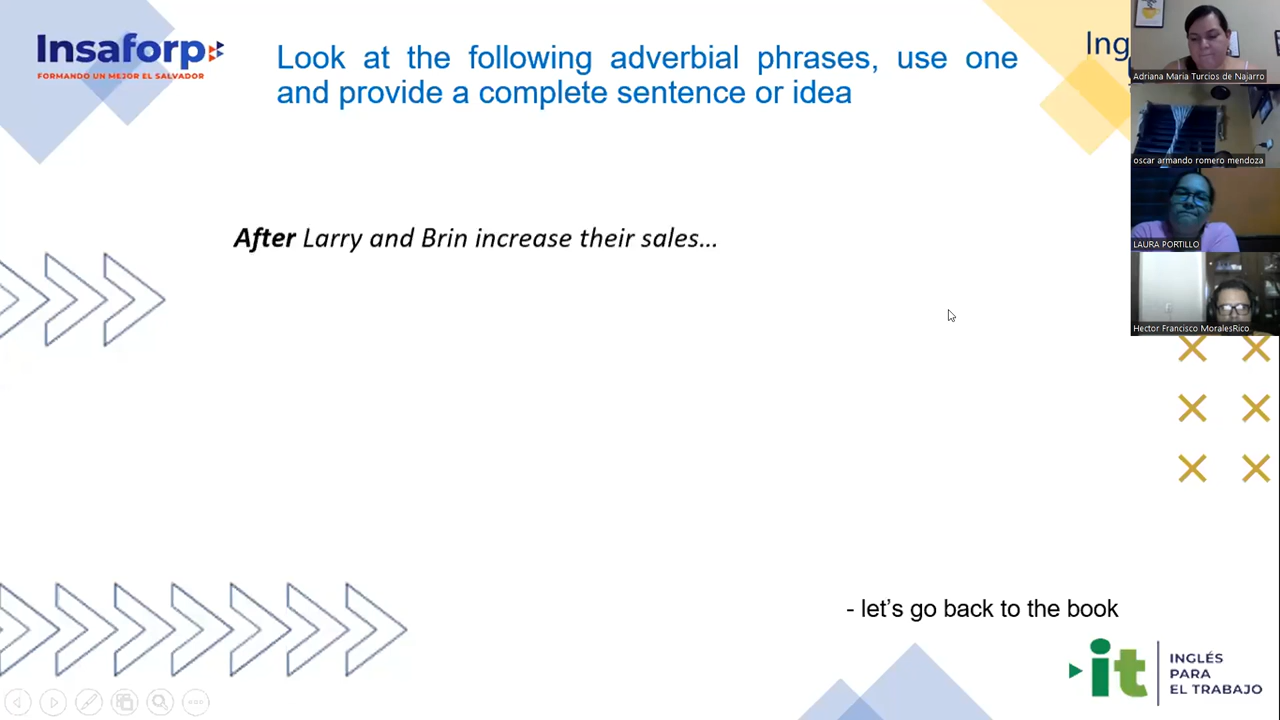 Insaforp
FORMANDO UN MEJOR EL SALVADOR
Look at the following adverbial phrases, use one
and provide a complete sentence or idea
Ing
Adriana Maria Turcios de Najarro
oscar armando romero mendoza
LAURA PORTILLO
Hector Francisco MoralesRico
After Larry and Brin increase their sales...
- let's go back to the book
it
INGLÉS
PARA
EL TRABAJO